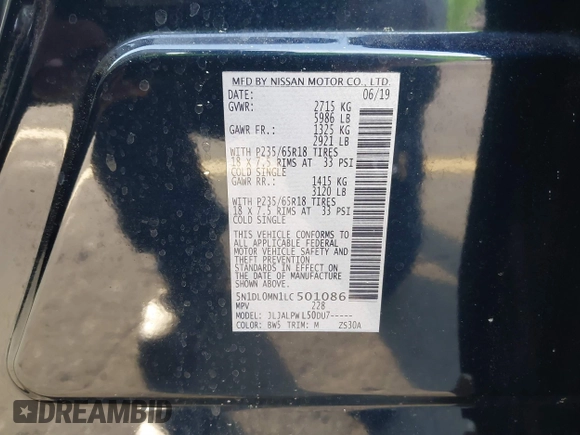 MFD BY NISSAN MOTOR CO., LTD.
DATE: 06/19
GVWR: 2715 KG
5986 LB
GAWR FR.: 1325 KG
2921 LB
WITH P235/65R18 TIRES
18 X 7.5 RIMS AT 33 PSI
COLD SINGLE
GAWR RR.: 1415 KG
3120 LB
WITH P235/65R18 TIRES
18 X 7.5 RIMS AT 33 PSI
COLD SINGLE
THIS VEHICLE CONFORMS TO
ALL APPLICABLE FEDERAL
MOTOR VEHICLE SAFETY AND
THEFT PREVENTION
STANDARDS IN EFFECT ON
THE DATE OF MANUFACTURE
SHOWN ABOVE.
5N1DL0MN1LC501086
MPV 228
MODEL: JLJALPW L50DU7-----
COLOR: BW5 TRIM: M ZS30A
DREAMBID